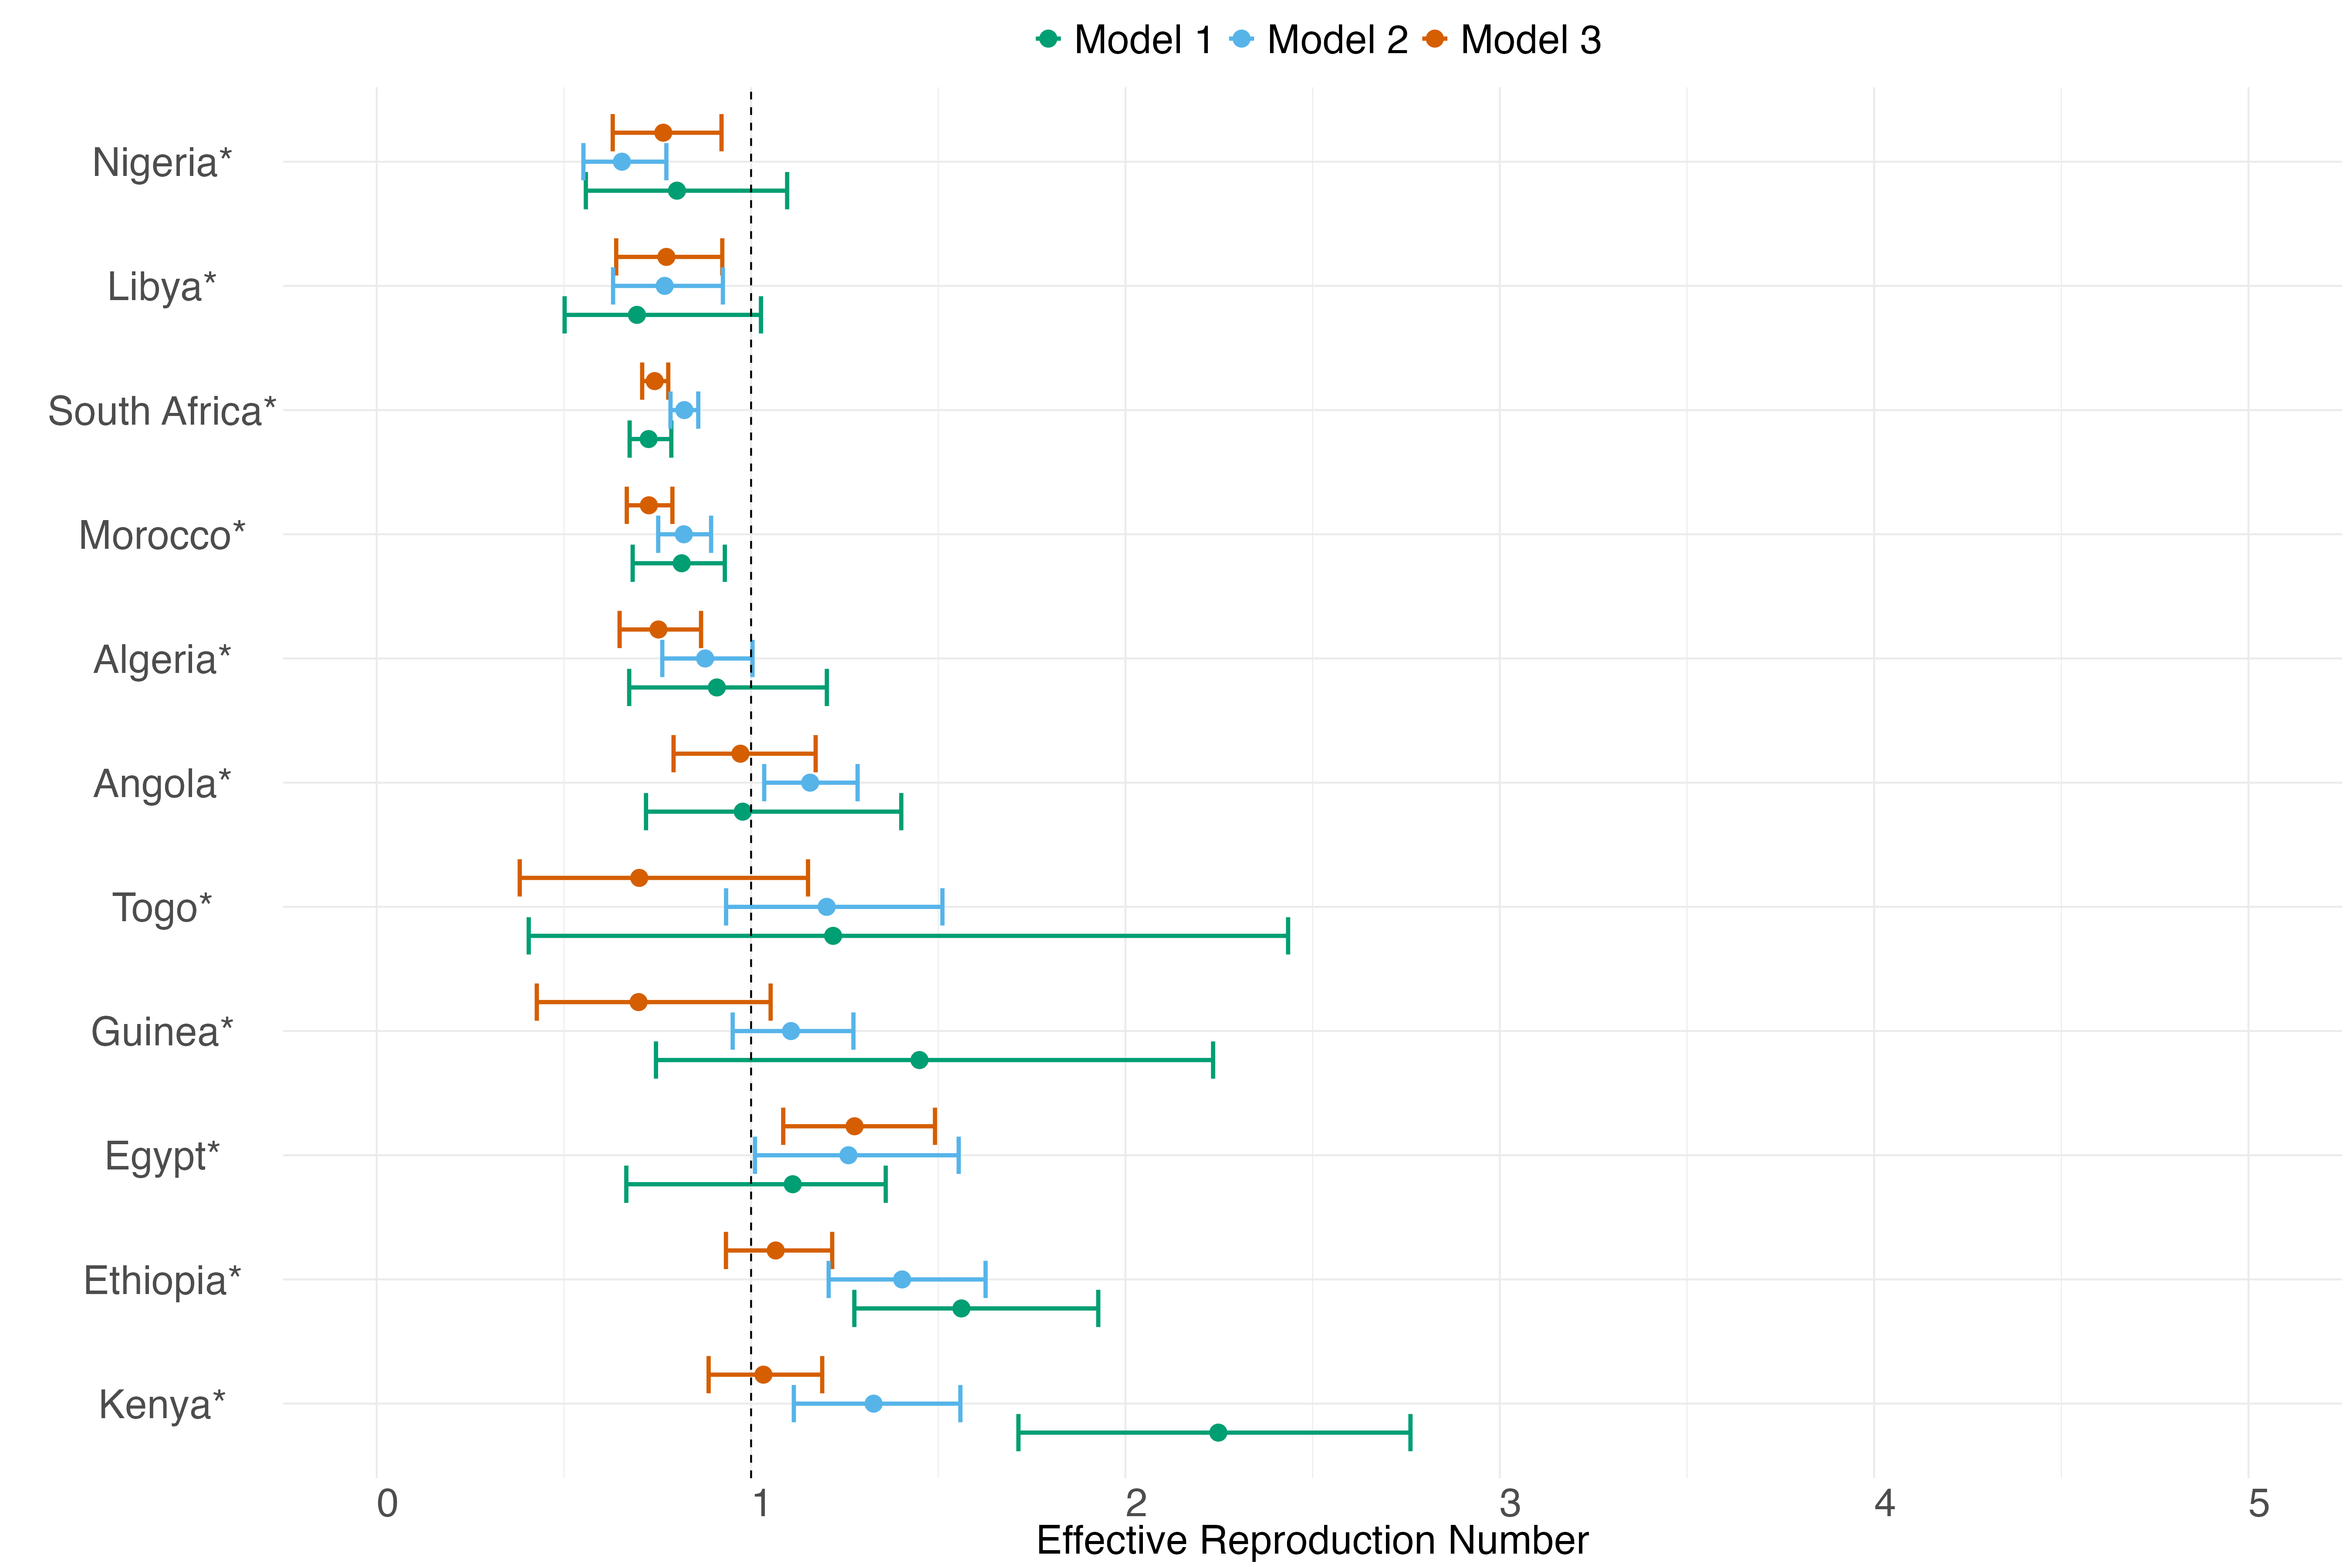 Model 1 Model 2 Model 3
Nigeria*
Libya*
South Africa*
Morocco*
Algeria*
Angola*
Togo*
Guinea*
Egypt*
Ethiopia*
Kenya*
0 1 2 3 4 5
Effective Reproduction Number